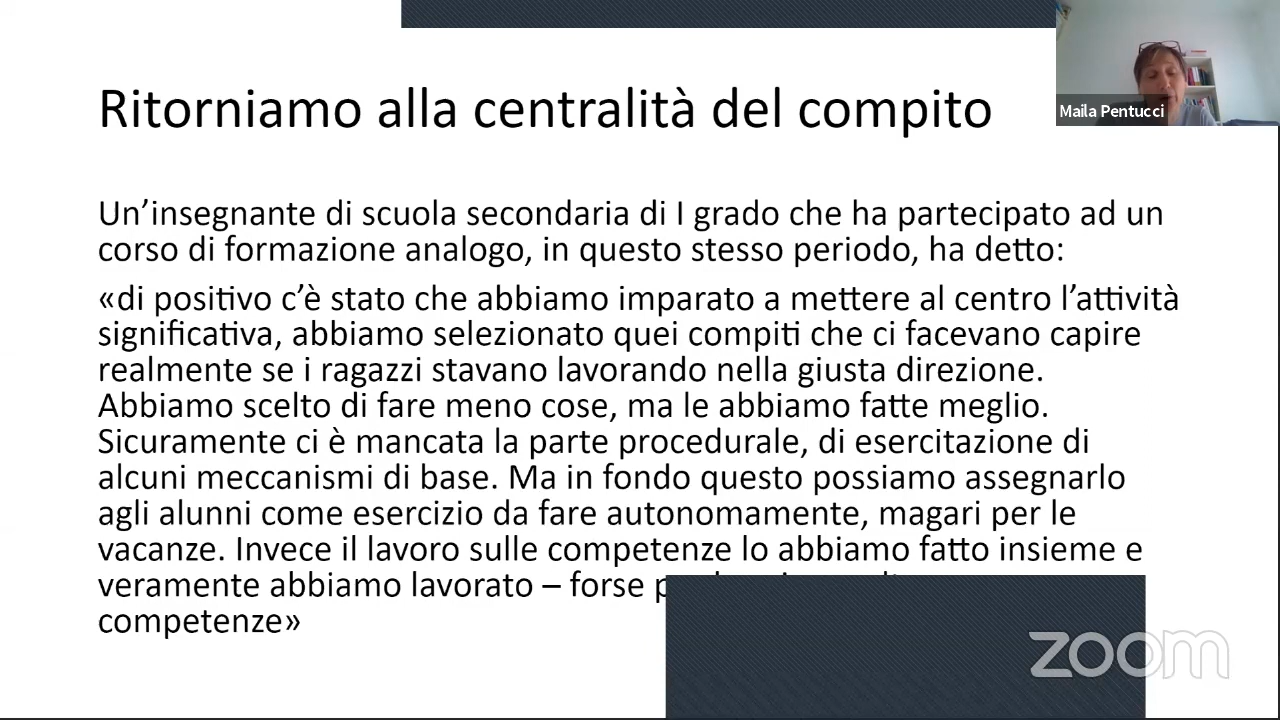 Ritorniamo alla centralità del compito
Maila Pentucci
Un’insegnante di scuola secondaria di I grado che ha partecipato ad un
corso di formazione analogo, in questo stesso periodo, ha detto:
«di positivo c’è stato che abbiamo imparato a mettere al centro l’attività
significativa, abbiamo selezionato quei compiti che ci facevano capire
realmente se i ragazzi stavano lavorando nella giusta direzione.
Abbiamo scelto di fare meno cose, ma le abbiamo fatte meglio.
Sicuramente ci è mancata la parte procedurale, di esercitazione di
alcuni meccanismi di base. Ma in fondo questo possiamo assegnarlo
agli alunni come esercizio da fare autonomamente, magari per le
vacanze. Invece il lavoro sulle competenze lo abbiamo fatto insieme e
veramente abbiamo lavorato – forse
competenze»
zoom